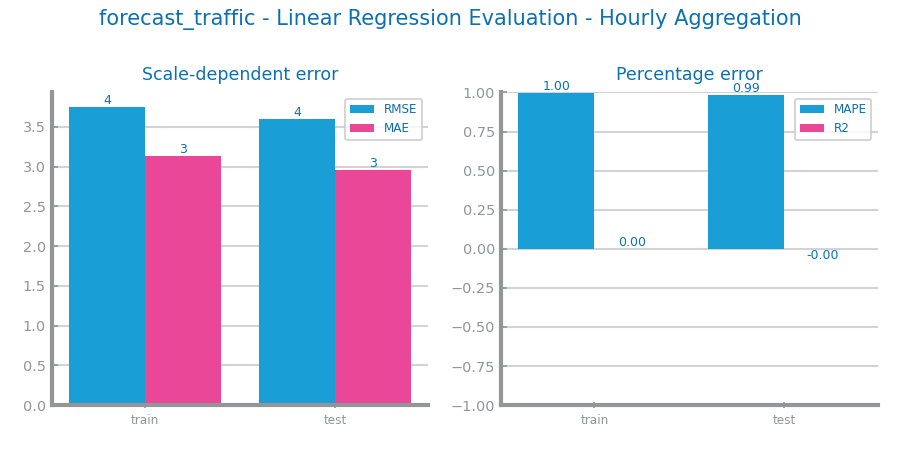 forecast_traffic - Linear Regression Evaluation - Hourly Aggregation
Scale-dependent error
RMSE
MAE
4
3
4
3
3.5
3.0
2.5
2.0
1.5
1.0
0.5
0.0
train
test
Percentage error
MAPE
R2
1.00
0.99
0.00
-0.00
1.00
0.75
0.50
0.25
0.00
−0.25
−0.50
−0.75
−1.00
train
test